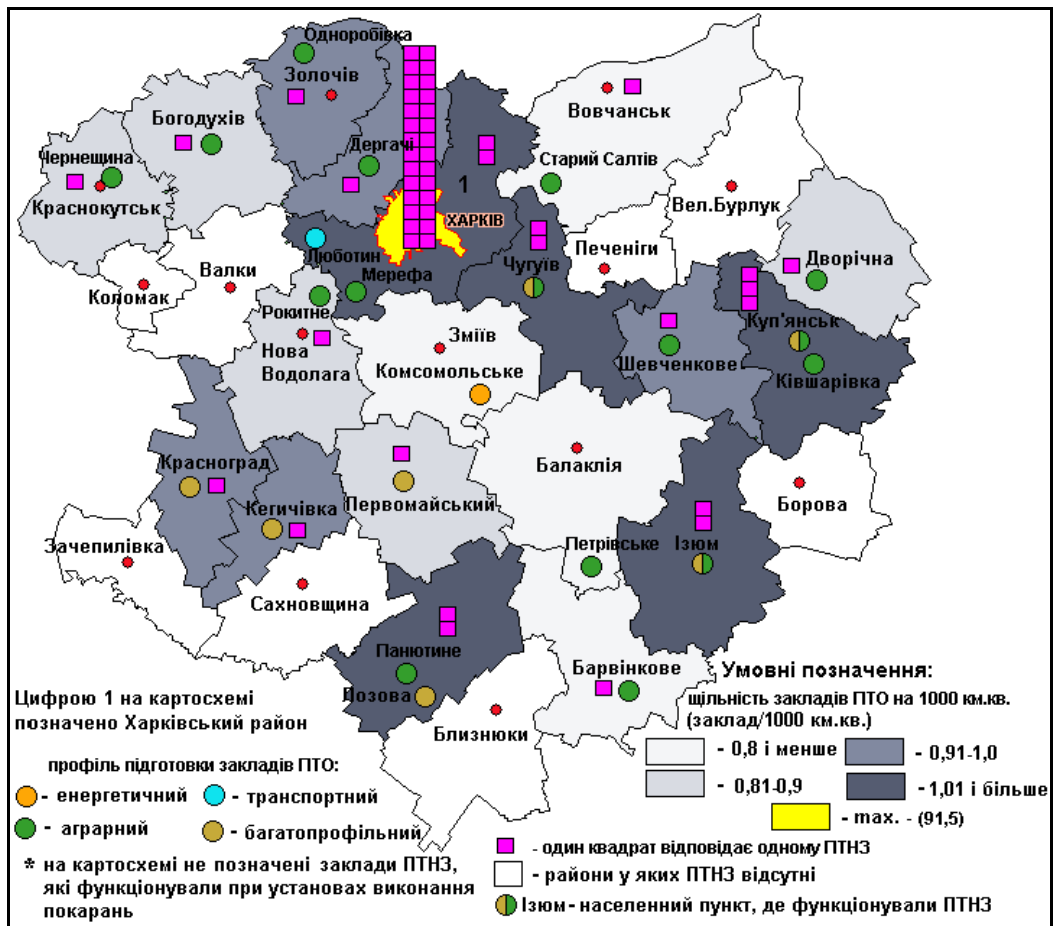 Одноробівка
Золочів
Богодухів
Вовчанськ
Дергачі
Чернещина
Старий Салтів
1
Краснокутськ
Вел.Бурлук
ХАРКІВ
Печеніги
Люботин
Мерефа
Чугуїв
Дворічна
Валки
Коломак
Рокитне
Куп'янськ
Зміїв
Нова
Водолага
Комсомольське
Шевченкове
Ківшарівка
Красноград
Балаклія
Первомайський
Борова
Кегичівка
Зачепилівка
Петрівське
Ізюм
Сахновщина
Панютине
Барвінкове
Лозова
Близнюки
Цифрою 1 на картосхемі
позначено Харківський район
профіль підготовки закладів ПТО:
- енергетичний
- транспортний
- аграрний
- багатопрофільний
* на картосхемі не позначені заклади ПТНЗ,
які функціонували при установах виконання
покарань
Умовні позначення:
щільність закладів ПТО на 1000 км.кв.
(заклад/1000 км.кв.)
- 0,8 і менше
- 0,91-1,0
- 0,81-0,9
- 1,01 і більше
- max. - (91,5)
- один квадрат відповідає одному ПТНЗ
- райони у яких ПТНЗ відсутні
Ізюм - населенний пункт, де функціонували ПТНЗ